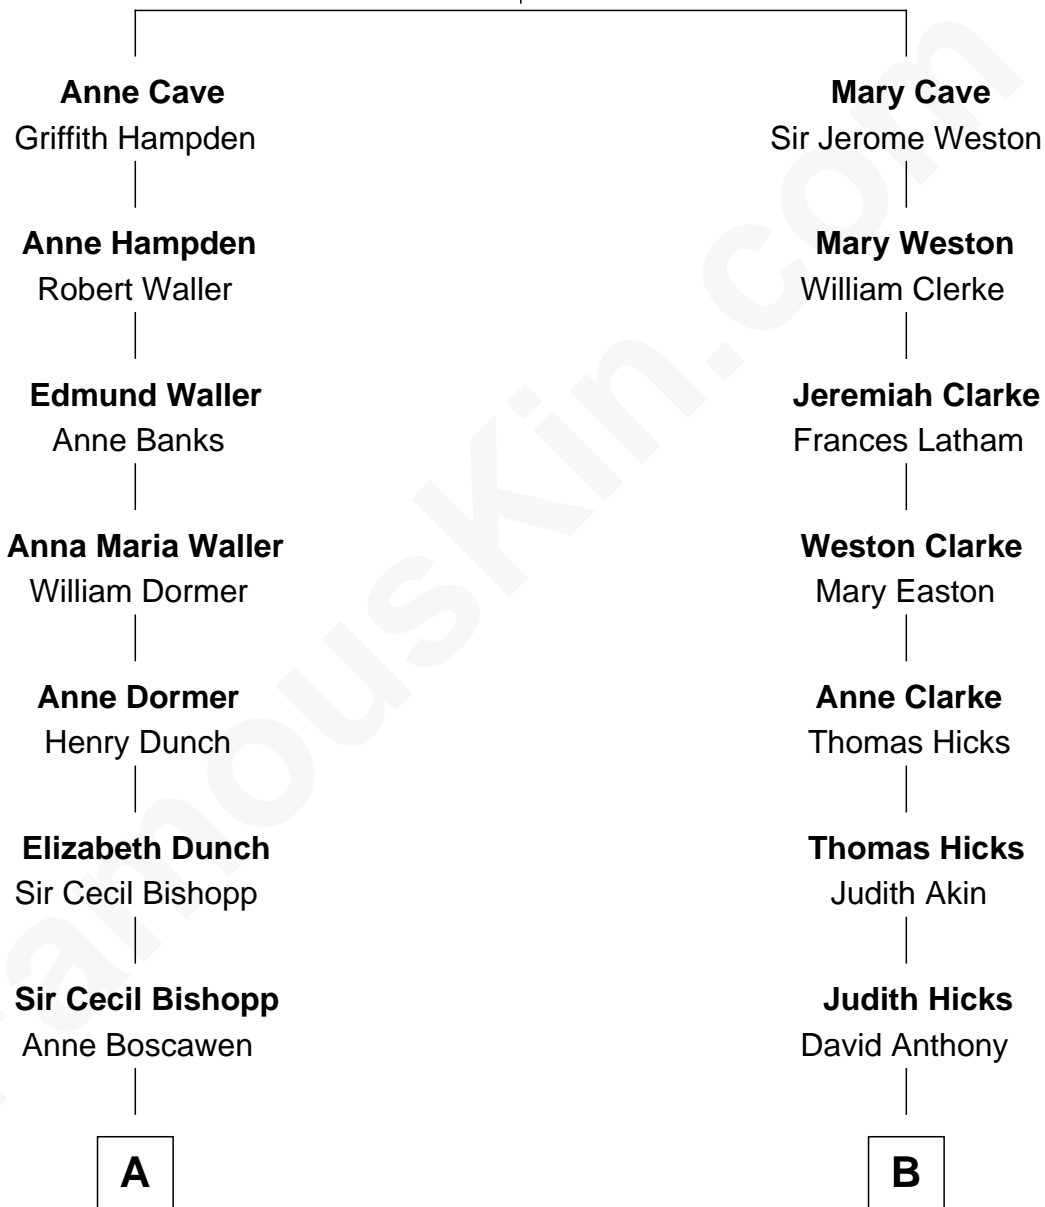 Anne Cave
Griffith Hampden
Anne Hampden
Robert Waller
Edmund Waller
Anne Banks
Anna Maria Waller
William Dormer
Anne Dormer
Henry Dunch
Elizabeth Dunch
Sir Cecil Bishopp
Sir Cecil Bishopp
Anne Boscawen
A
Mary Cave
Sir Jerome Weston
Mary Weston
William Clerke
Jeremiah Clarke
Frances Latham
Weston Clarke
Mary Easton
Anne Clarke
Thomas Hicks
Thomas Hicks
Judith Akin
Judith Hicks
David Anthony
B
FamousKin.com